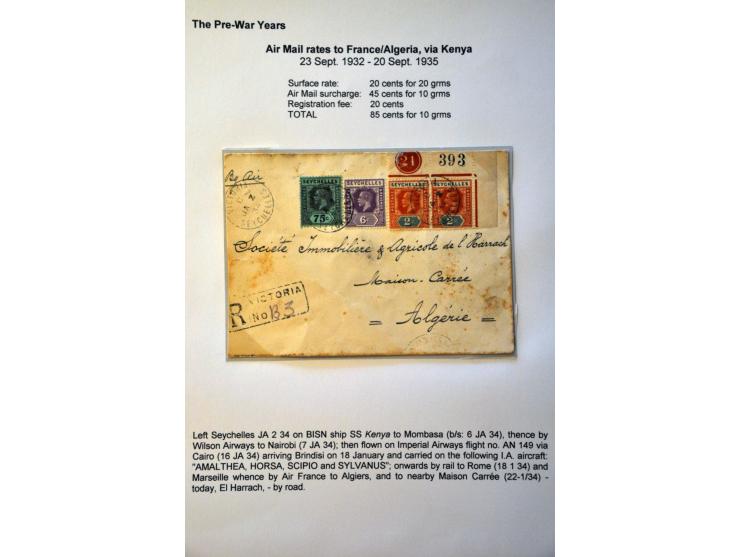 The Pre-War Years
Air Mail rates to France/Algeria, via Kenya
23 Sept. 1932 - 20 Sept. 1935
Surface rate: 20 cents for 20 grms
Air Mail surcharge: 45 cents for 10 grms
Registration fee: 20 cents
TOTAL 85 cents for 10 grms
By Air
21 393
SEYCHELLES SEYCHELLES SEYCHELLES SEYCHELLES
75c 6c 2c 2c
SEYCHELLES
JA 2
Société Immobilière & Agricole de l'Harrach
Maison-Carrée
= Algérie =
VICTORIA
R No 133
Left Seychelles JA 2 34 on BISN ship SS Kenya to Mombasa (b/s: 6 JA 34), thence by
Wilson Airways to Nairobi (7 JA 34); then flown on Imperial Airways flight no. AN 149 via
Cairo (16 JA 34) arriving Brindisi on 18 January and carried on the following I.A. aircraft:
"AMALTHEA, HORSA, SCIPIO and SYLVANUS"; onwards by rail to Rome (18 1 34) and
Marseille whence by Air France to Algiers, and to nearby Maison Carrée (22-1/34) -
today, El Harrach, - by road.